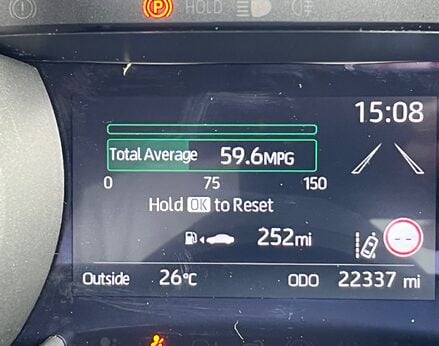 P HOLD
15:08
Total Average 59.6MPG
0 75 150
Hold OK to Reset
252mi
--
Outside 26°C ODO 22337 mi